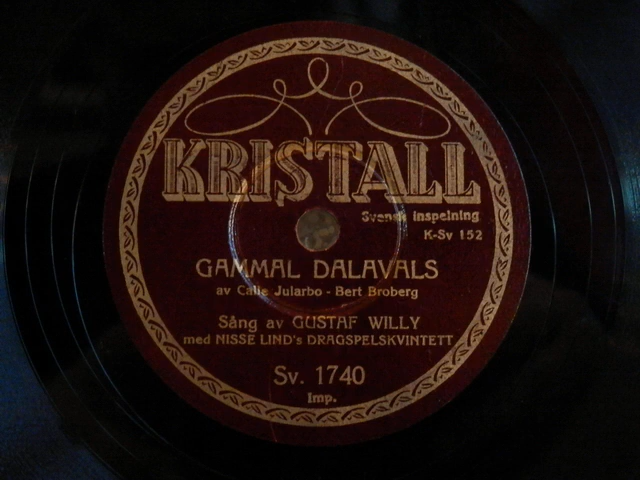 KRISTALL
Svensk inspelning
K-Sv 152
GAMMAL DALAVALS
av Calle Jularbo - Bert Broberg
Sång av GUSTAF WILLY
med NISSE LIND's DRAGSPELSKVINTETT
Sv. 1740
Imp.